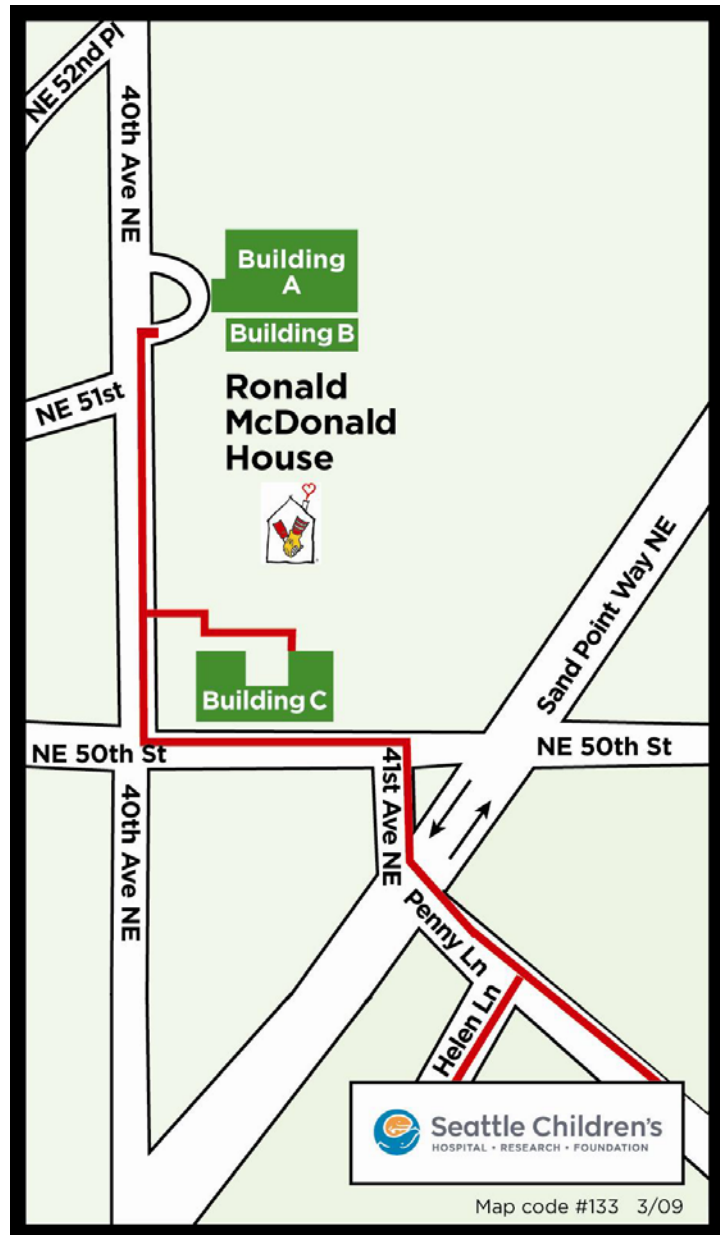 NE 52nd Pl
40th Ave NE
Building
A
Building B
NE 51st
Ronald
McDonald
House
Sand Point Way NE
Building C
NE 50th St
NE 50th St
41st Ave NE
40th Ave NE
Penny Ln
Helen Ln
Seattle Children's
HOSPITAL • RESEARCH • FOUNDATION
Map code #133 3/09